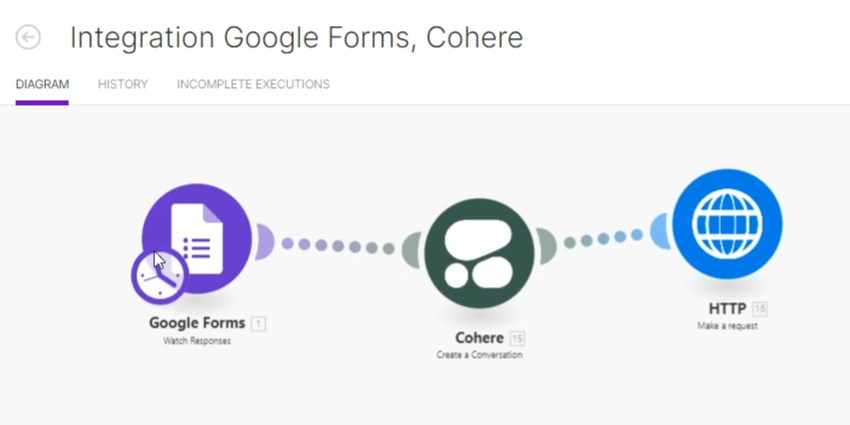 Integration Google Forms, Cohere
DIAGRAM HISTORY INCOMPLETE EXECUTIONS
Google Forms 1
Watch Responses
Cohere 15
Create a Conversation
HTTP 16
Make a request